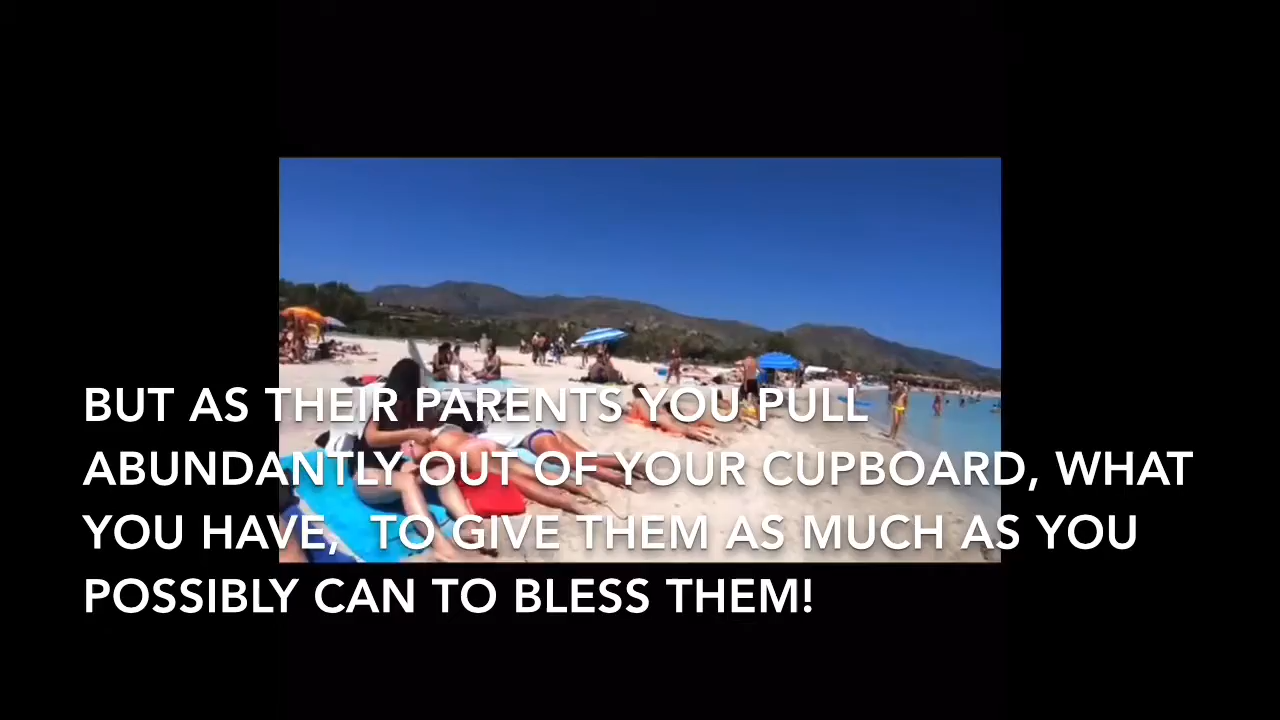 BUT AS THEIR PARENTS YOU PULL
ABUNDANTLY OUT OF YOUR CUPBOARD, WHAT
YOU HAVE,  TO GIVE THEM AS MUCH AS YOU
POSSIBLY CAN TO BLESS THEM!